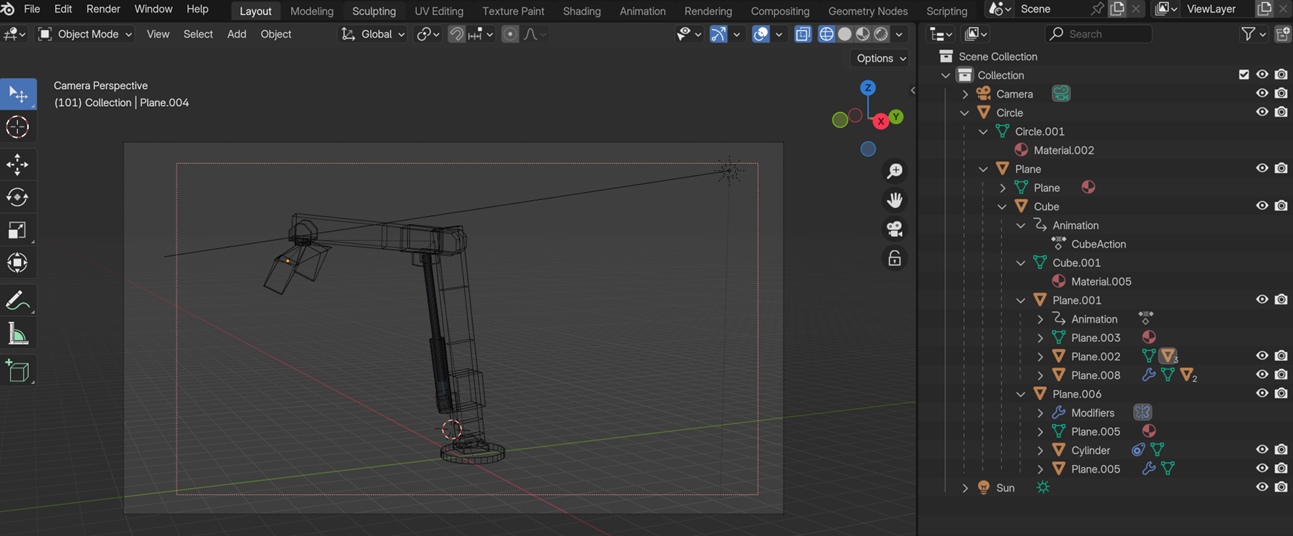 File Edit Render Window Help Layout Modeling Sculpting UV Editing Texture Paint Shading Animation Rendering Compositing Geometry Nodes Scripting Scene ViewLayer
Object Mode View Select Add Object Global Search
Options
Camera Perspective
(101) Collection | Plane.004
Z
Y
X
Scene Collection
Collection
Camera
Circle
Circle.001
Material.002
Plane
Plane
Cube
Animation
CubeAction
Cube.001
Material.005
Plane.001
Animation
Plane.003
Plane.002 3
Plane.008 2
Plane.006
Modifiers
Plane.005
Cylinder
Plane.005
Sun